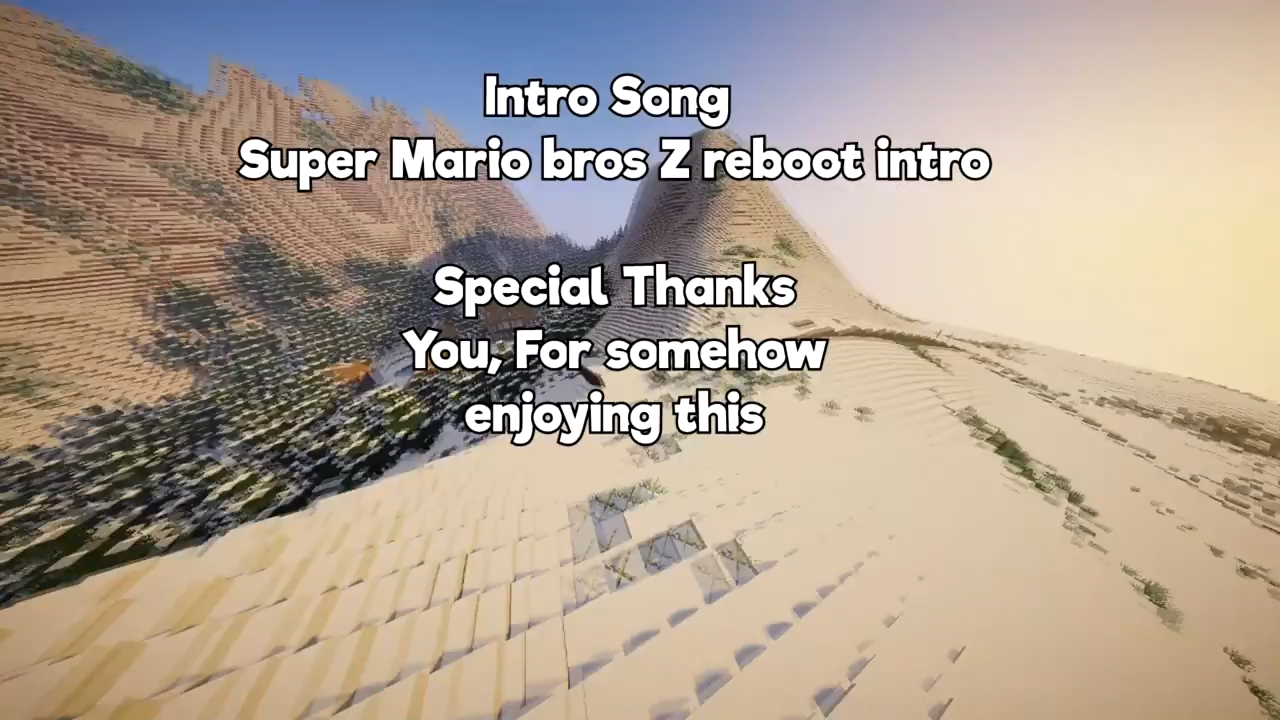 Intro Song
Super Mario bros Z reboot intro
Special Thanks
You, For somehow
enjoying this